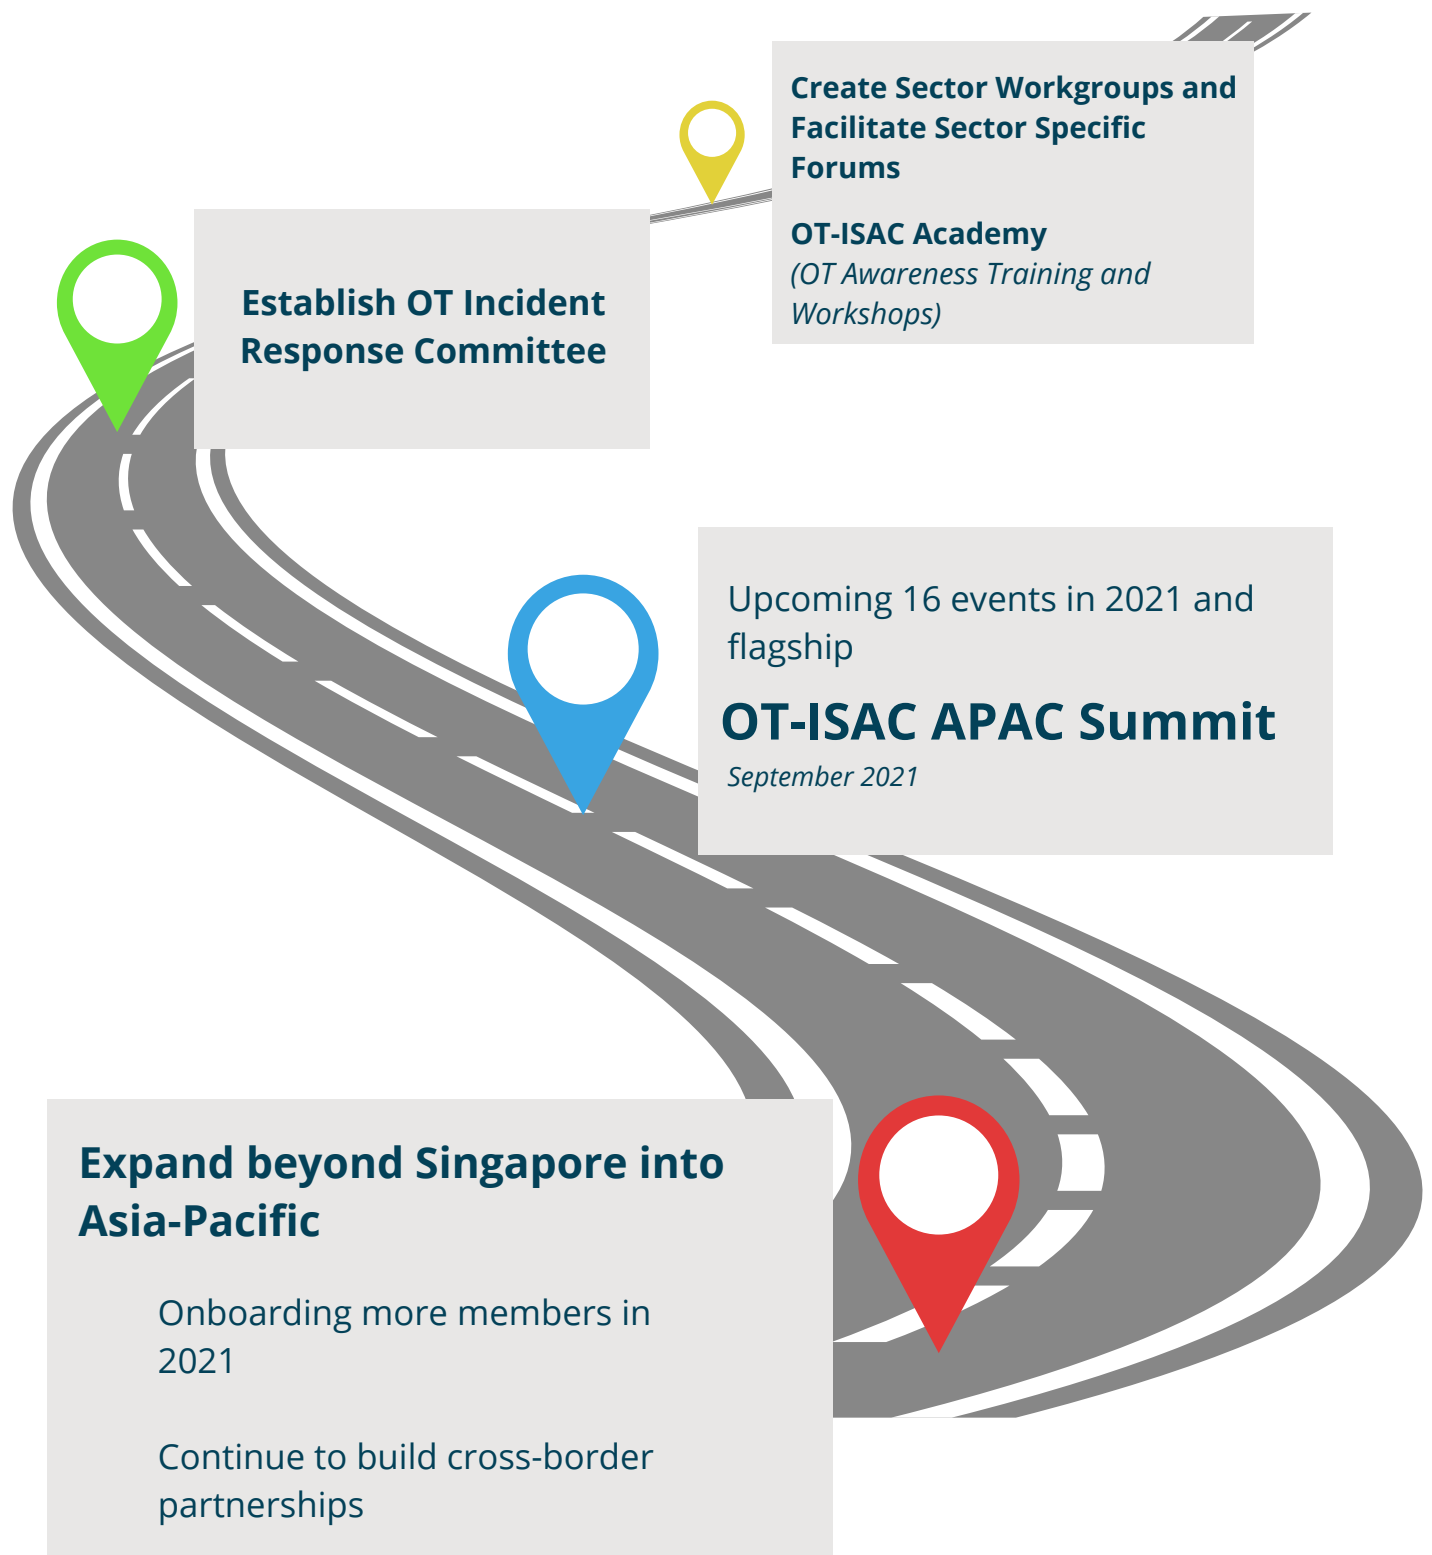 Create Sector Workgroups and
Facilitate Sector Specific
Forums
OT-ISAC Academy
(OT Awareness Training and
Workshops)
Establish OT Incident
Response Committee
Upcoming 16 events in 2021 and
flagship
OT-ISAC APAC Summit
September 2021
Expand beyond Singapore into
Asia-Pacific
Onboarding more members in
2021
Continue to build cross-border
partnerships